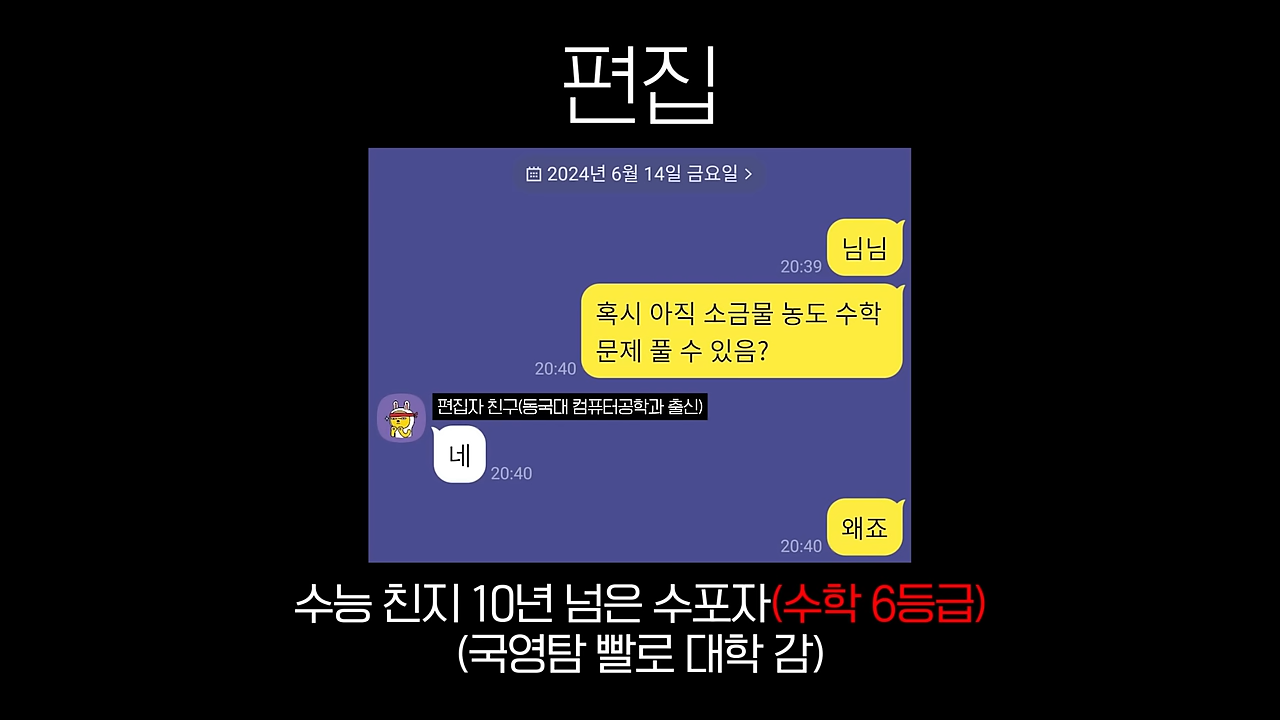 편집
2024년 6월 14일 금요일 >
님님
20:39
혹시 아직 소금물 농도 수학
문제 풀 수 있음?
20:40
편집자 친구(동국대 컴퓨터공학과 출신)
네
20:40
왜죠
20:40
수능 친지 10년 넘은 수포자(수학 6등급)
(국영탐 빨로 대학 감)